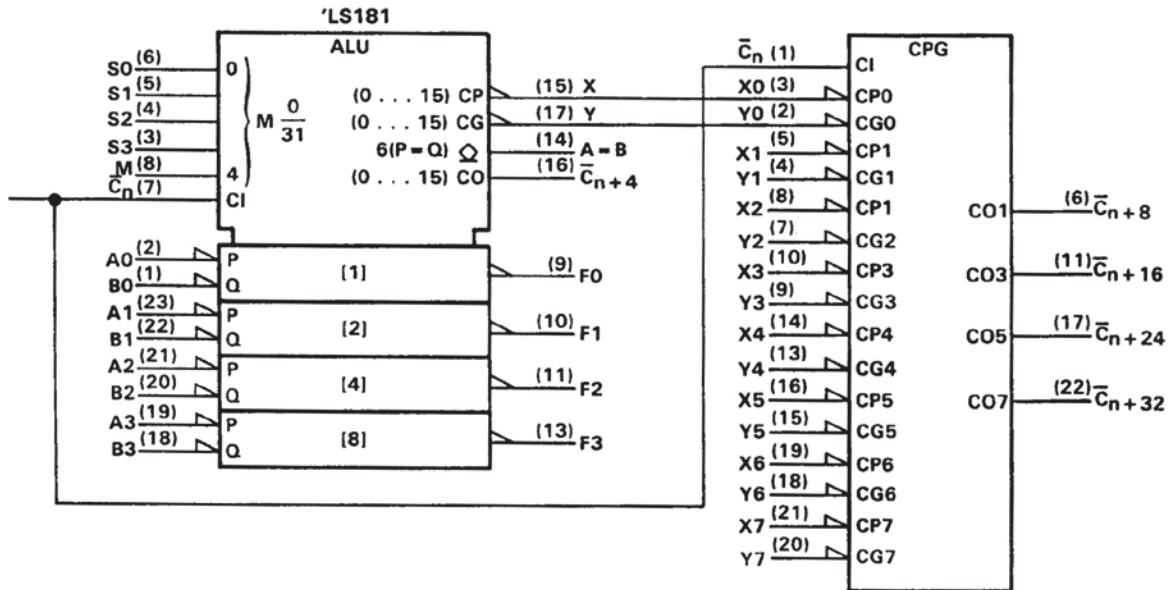 'LS181
ALU
S0 (6) 0
S1 (5)
S2 (4)
S3 (3)
M (8) 4
C̄n (7) CI
M 0/31
(0 . . . 15) CP (15) X
(0 . . . 15) CG (17) Y
6(P = Q) (14) A = B
(0 . . . 15) CO (16) C̄n + 4
A0 (2) P
B0 (1) Q
[1]
(9) F0
A1 (23) P
B1 (22) Q
[2]
(10) F1
A2 (21) P
B2 (20) Q
[4]
(11) F2
A3 (19) P
B3 (18) Q
[8]
(13) F3
CPG
C̄n (1) CI
X0 (3) CP0
Y0 (2) CG0
X1 (5) CP1
Y1 (4) CG1
X2 (8) CP1
Y2 (7) CG2
X3 (10) CP3
Y3 (9) CG3
X4 (14) CP4
Y4 (13) CG4
X5 (16) CP5
Y5 (15) CG5
X6 (19) CP6
Y6 (18) CG6
X7 (21) CP7
Y7 (20) CG7
CO1 (6) C̄n + 8
CO3 (11) C̄n + 16
CO5 (17) C̄n + 24
CO7 (22) C̄n + 32